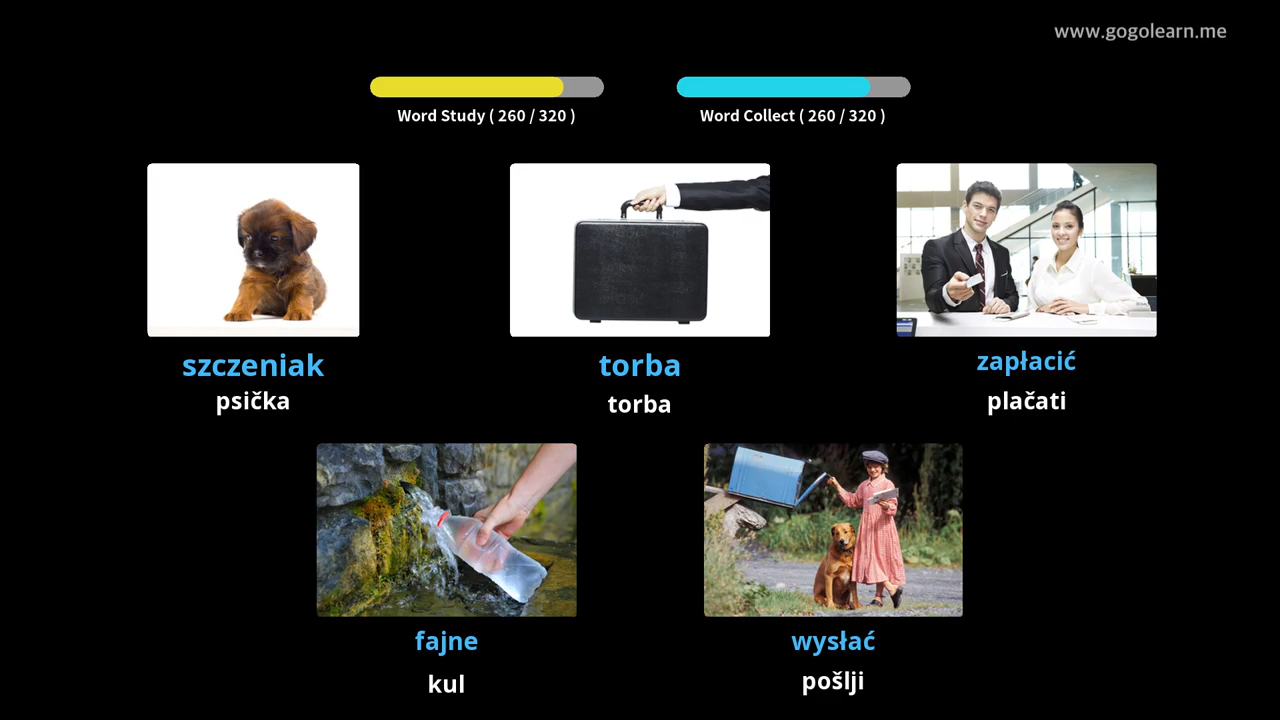 www.gogolearn.me
Word Study ( 260 / 320 )
Word Collect ( 260 / 320 )
szczeniak
psička
torba
torba
zapłacić
plačati
fajne
kul
wysłać
pošlji